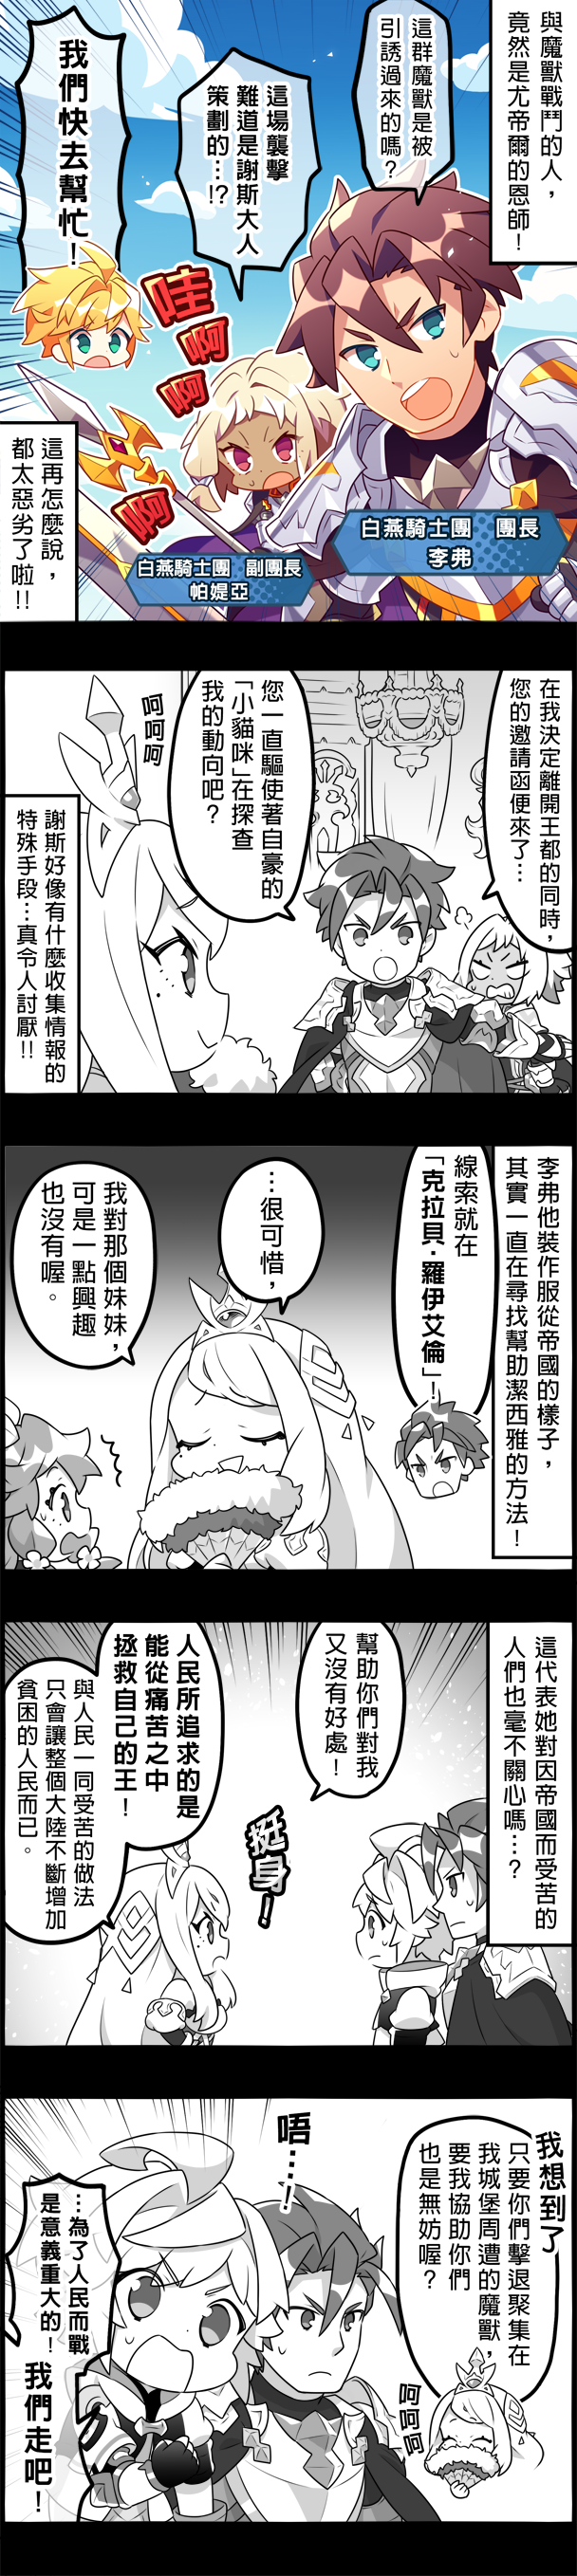 與魔獸戰鬥的人，
竟然是尤帝爾的恩師！
這群魔獸是被
引誘過來的嗎？
這場襲擊
難道是謝斯大人
策劃的…!?
我們快去幫忙！
哇啊啊啊
白燕騎士團　團長
李弗
白燕騎士團　副團長
帕媞亞
這再怎麼說，
都太惡劣了啦!!
在我決定離開王都的同時，
您的邀請函便來了…
您一直驅使著自豪的
「小貓咪」在探查
我的動向吧？
呵呵呵
謝斯好像有什麼收集情報的
特殊手段…真令人討厭!!
李弗他裝作服從帝國的樣子，
其實一直在尋找幫助潔西雅的方法！
線索就在
「克拉貝·羅伊艾倫」！
…很可惜，
我對那個妹妹，
可是一點興趣
也沒有喔。
這代表她對因帝國而受苦的
人們也毫不關心嗎…？
幫助你們對我
又沒有好處！
挺身！
人民所追求的是
能從痛苦之中
拯救自己的王！
與人民一同受苦的做法
只會讓整個大陸不斷增加
貧困的人民而已。
我想到了
只要你們擊退聚集在
我城堡周遭的魔獸，
要我協助你們
也是無妨喔？
呵呵呵
唔…！
…為了人民而戰
是意義重大的！
我們走吧！